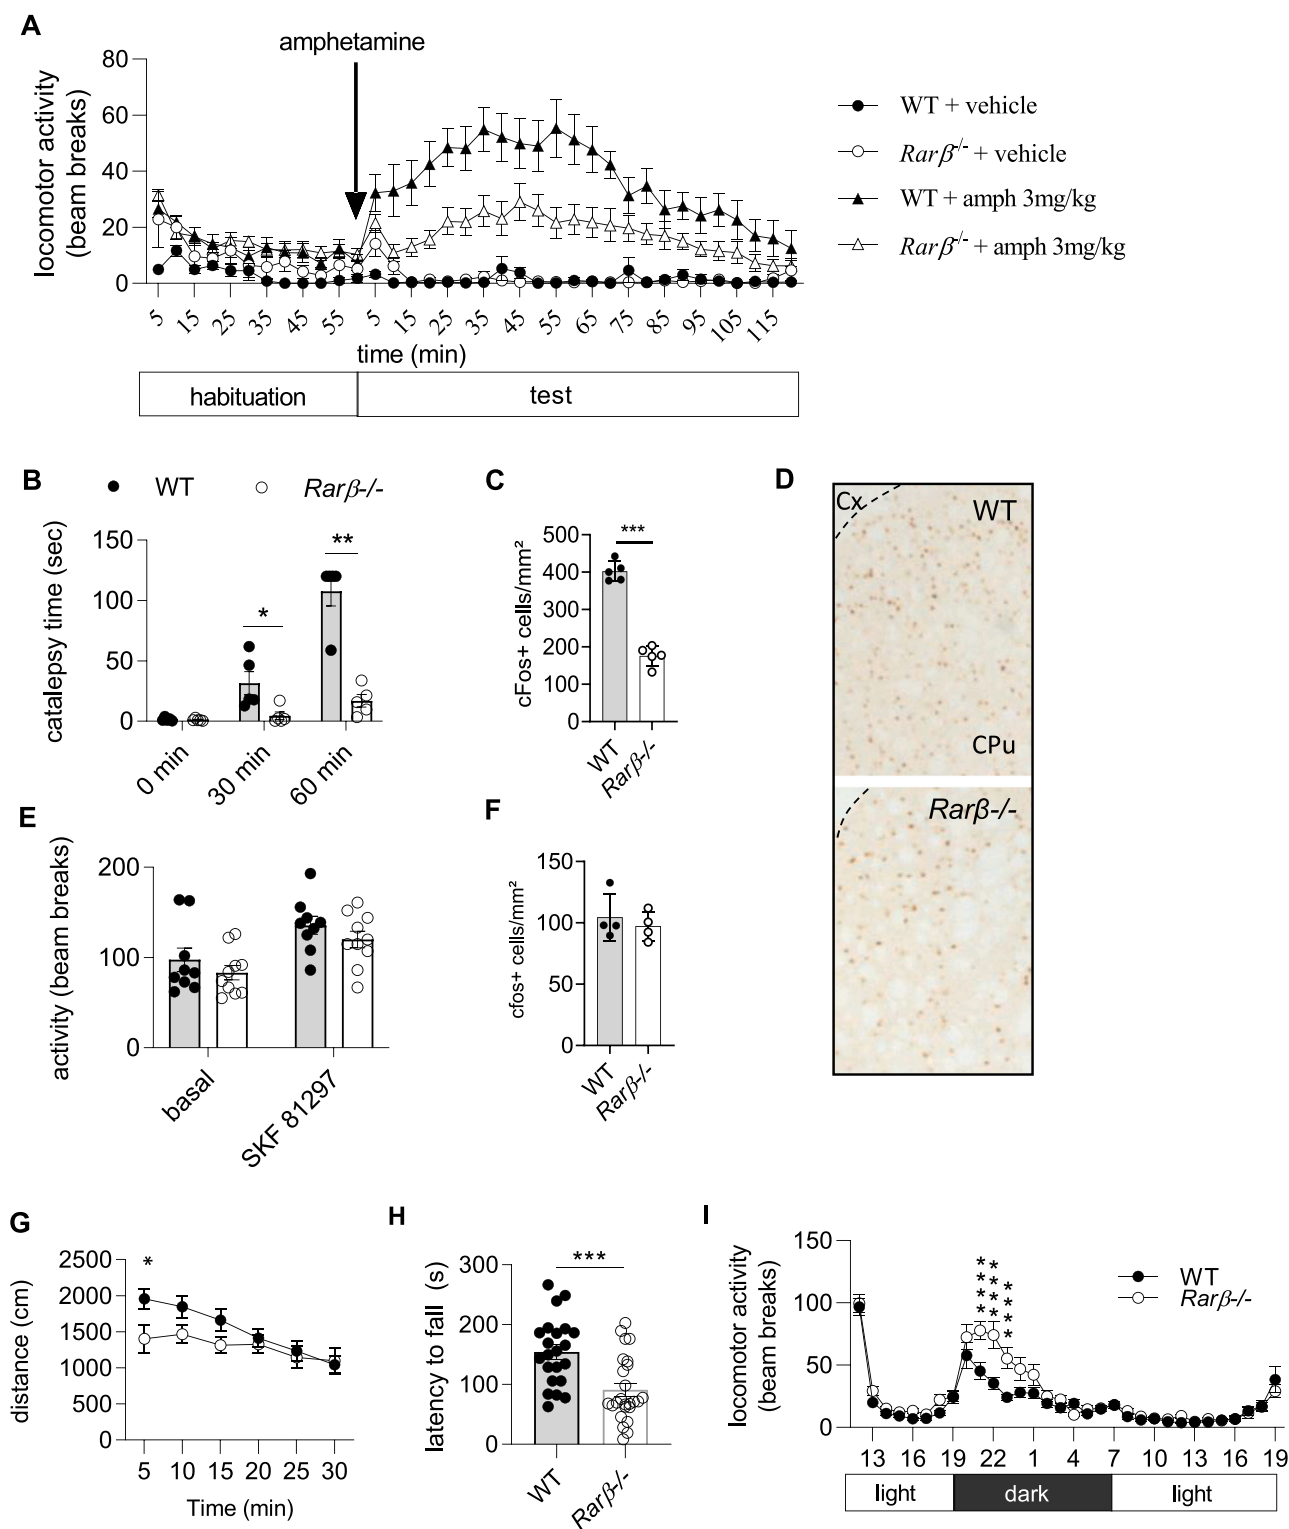 A
amphetamine
locomotor activity
(beam breaks)
80
60
40
20
0
5 15 25 35 45 55 5 15 25 35 45 55 65 75 85 95 105 115
time (min)
habituation test
WT + vehicle
Rarβ-/- + vehicle
WT + amph 3mg/kg
Rarβ-/- + amph 3mg/kg
B
WT Rarβ-/-
catalepsy time (sec)
150
100
50
0
*
**
0 min 30 min 60 min
C
cFos+ cells/mm²
500
400
300
200
100
0
***
WT Rarβ-/-
D
Cx
WT
CPu
Rarβ-/-
E
activity (beam breaks)
200
100
0
basal SKF 81297
F
cfos+ cells/mm²
150
100
50
0
WT Rarβ-/-
G
distance (cm)
2500
2000
1500
1000
500
0
*
5 10 15 20 25 30
Time (min)
H
latency to fall (s)
300
200
100
0
***
WT Rarβ-/-
I
locomotor activity
(beam breaks)
150
100
50
0
****
****
****
WT
Rarβ-/-
13 16 19 22 1 4 7 10 13 16 19
light dark light